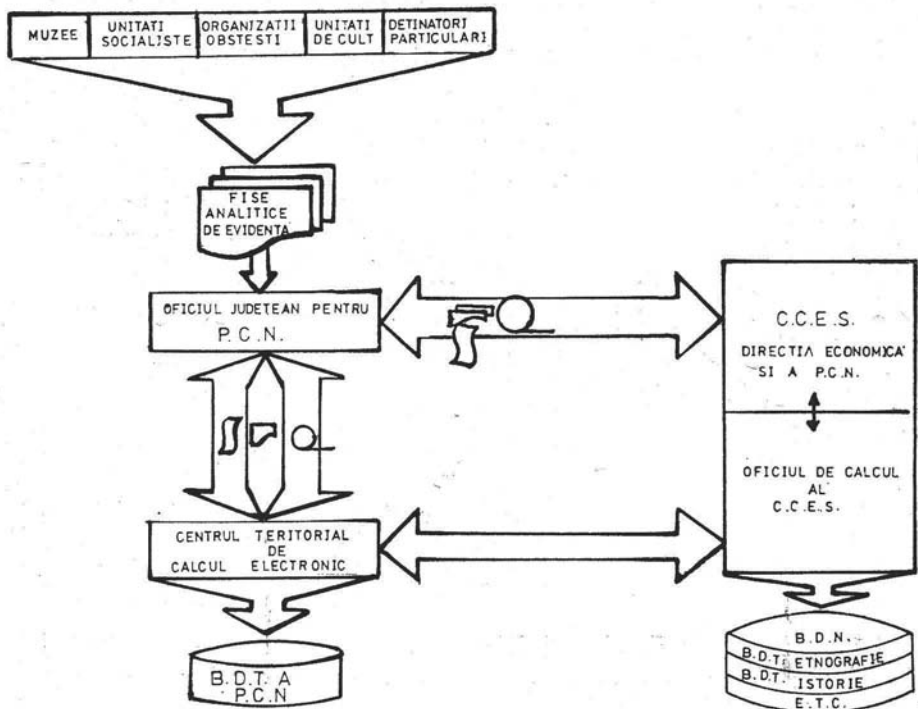 MUZEE
UNITATI
SOCIALISTE
ORGANIZATII
OBSTESTI
UNITATI
DE CULT
DETINATORI
PARTICULARI
FISE
ANALITICE
DE EVIDENTA
OFICIUL JUDETEAN PENTRU
P.C.N.
C.C.E.S.
DIRECTIA ECONOMICA
SI A P.C.N.
OFICIUL DE CALCUL
AL
C.C.E.S.
CENTRUL TERITORIAL
DE
CALCUL ELECTRONIC
B.D.T. A
P.C.N
B.D.N.
B.D.T. ETNOGRAFIE
B.D.T. ISTORIE
E.T.C.